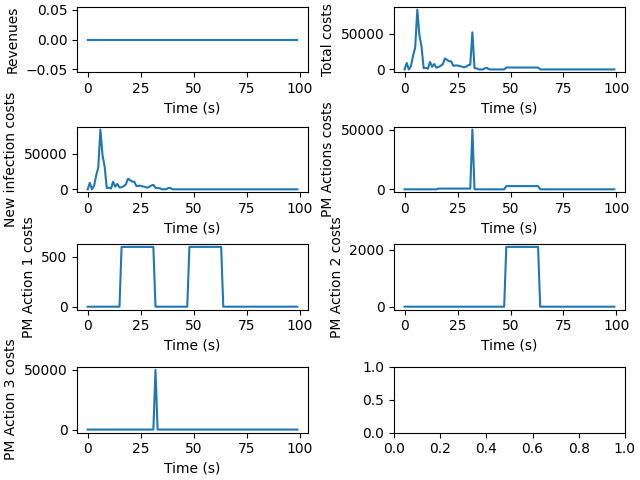 Revenues
0.05
0.00
−0.05
0 25 50 75 100
Time (s)
Total costs
50000
0
0 25 50 75 100
Time (s)
New infection costs
50000
0
0 25 50 75 100
Time (s)
PM Actions costs
50000
0
0 25 50 75 100
Time (s)
PM Action 1 costs
500
0
0 25 50 75 100
Time (s)
PM Action 2 costs
2000
0
0 25 50 75 100
Time (s)
PM Action 3 costs
50000
0
0 25 50 75 100
Time (s)
1.0
0.5
0.0
0.0 0.2 0.4 0.6 0.8 1.0